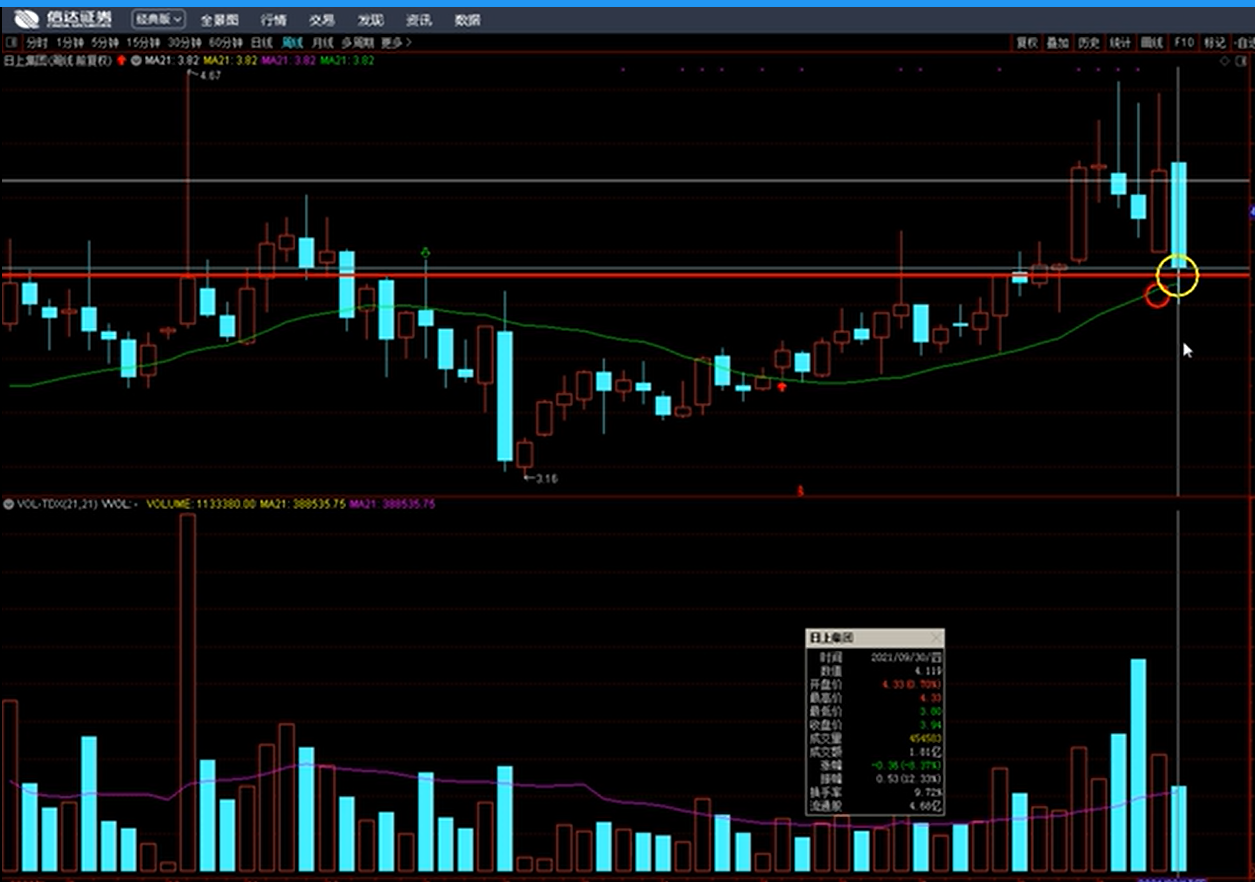 信达证券 经典版 全景图 行情 交易 发现 资讯 数据
分时 1分钟 5分钟 15分钟 30分钟 60分钟 日线 周线 月线 多周期 更多 复权 叠加 历史 统计 画线 F10 标记
日上集团(周线 前复权) MA21: 3.82 MA21: 3.82 MA21: 3.82 MA21: 3.82
4.67
3.16
VOL-TDX(21,21) VVOL: - VOLUME: 1133380.00 MA21: 388535.75 MA21: 388535.75
日上集团
时间 2021/09/30/四
数值 4.119
开盘价 4.33(0.70%)
最高价 4.33
最低价 3.80
收盘价 3.94
成交量 454583
成交额 1.81亿
涨幅 -0.36(-8.37%)
振幅 0.53(12.33%)
换手率 9.72%
流通股 4.68亿